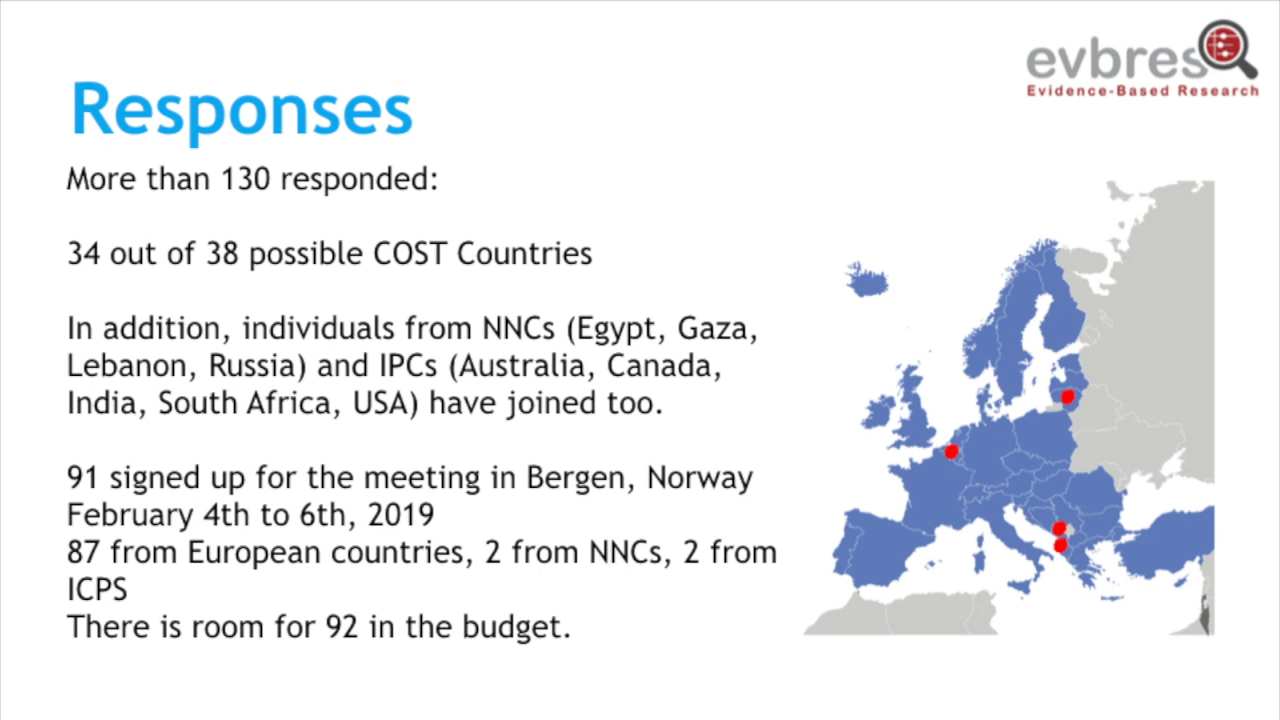 evbres
Evidence-Based Research
Responses
More than 130 responded:
34 out of 38 possible COST Countries
In addition, individuals from NNCs (Egypt, Gaza,
Lebanon, Russia) and IPCs (Australia, Canada,
India, South Africa, USA) have joined too.
91 signed up for the meeting in Bergen, Norway
February 4th to 6th, 2019
87 from European countries, 2 from NNCs, 2 from
ICPS
There is room for 92 in the budget.